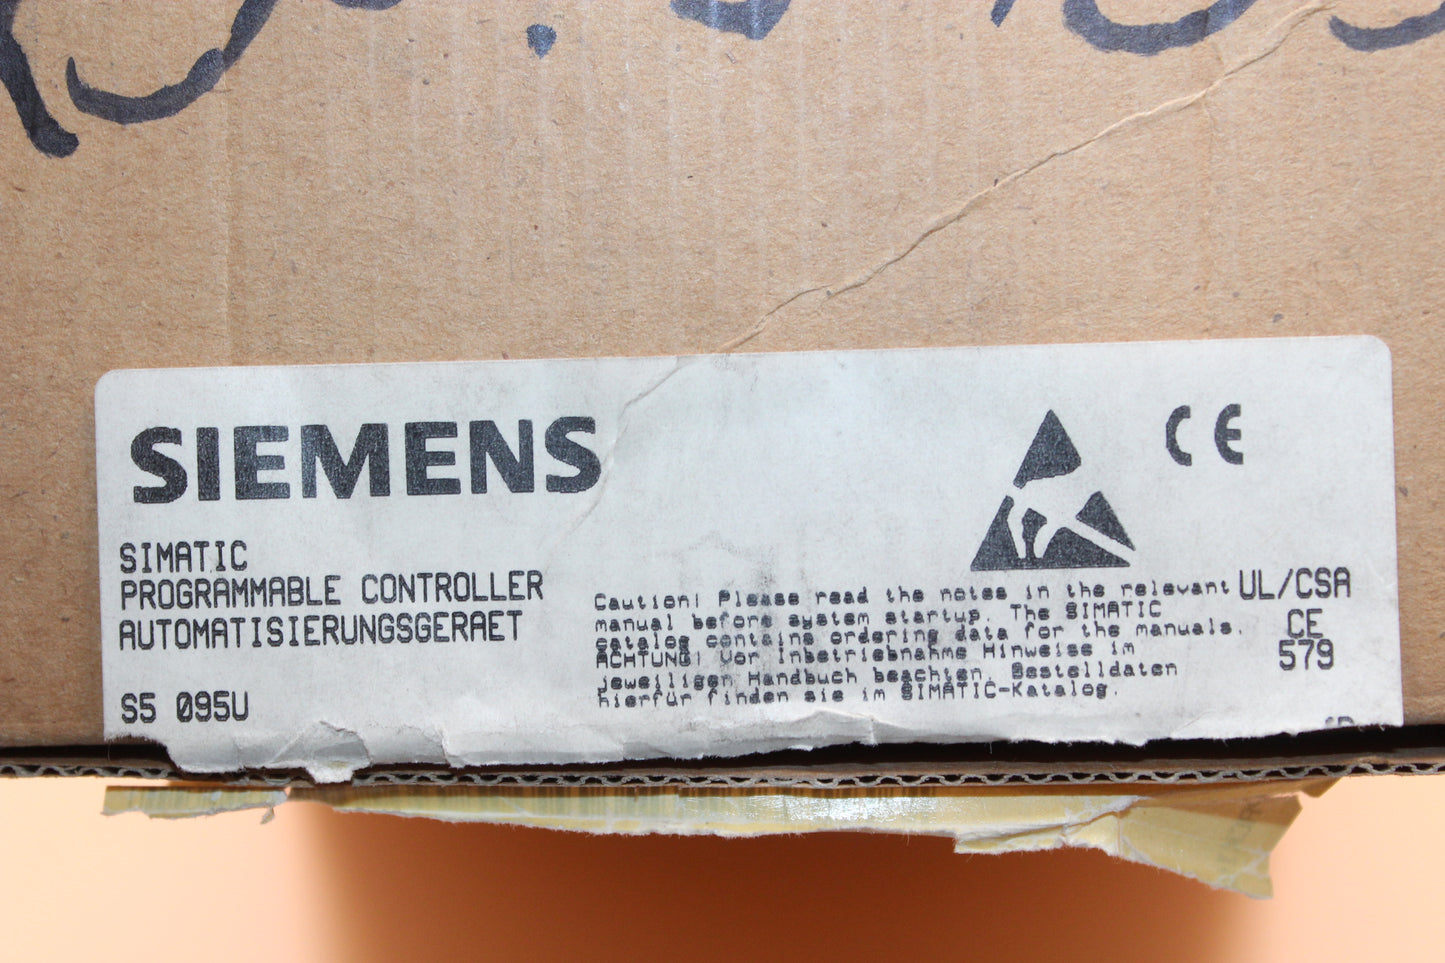 SIEMENS
CE
SIMATIC
PROGRAMMABLE CONTROLLER
AUTOMATISIERUNGSGERAET
S5 095U
Caution! Please read the notes in the relevant
manual before system startup. The SIMATIC
catalog contains ordering data for the manuals.
ACHTUNG! Vor Inbetriebnahme Hinweise im
jeweiligen Handbuch beachten. Bestelldaten
hierfür finden sie im SIMATIC-Katalog.
UL/CSA
CE
579